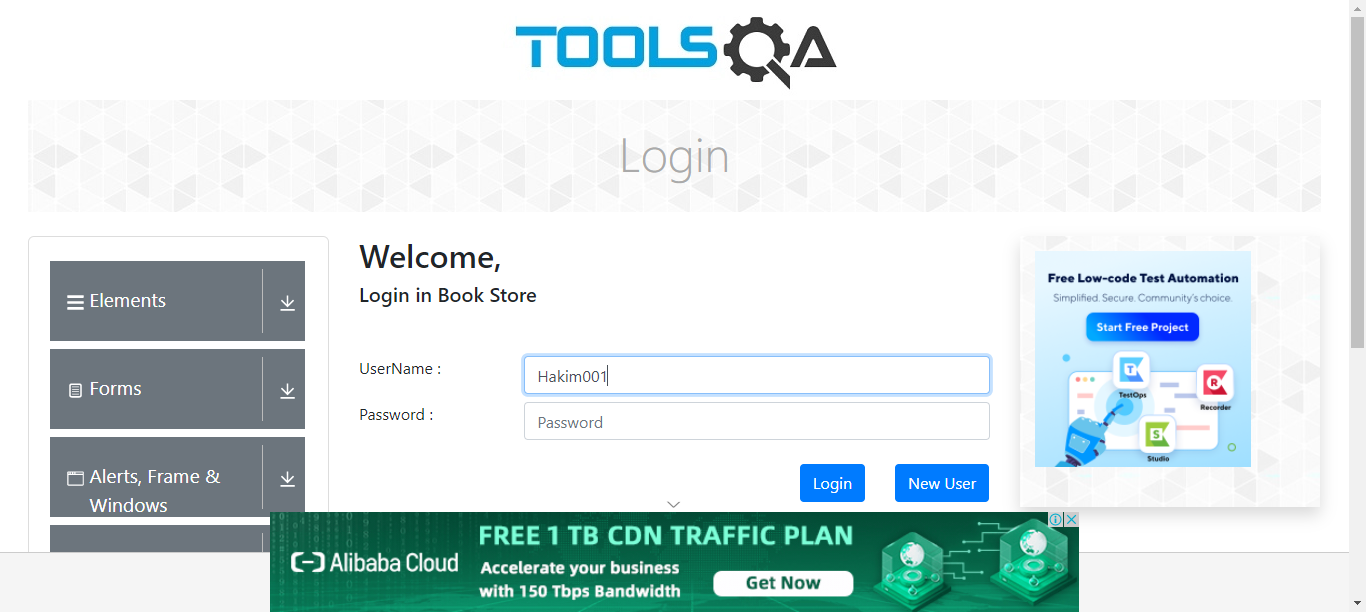 TOOLSQA
Login
Elements
Forms
Alerts, Frame &
Windows
Welcome,
Login in Book Store
UserName :
Hakim001
Password :
Password
Login
New User
Free Low-code Test Automation
Simplified. Secure. Community's choice.
Start Free Project
TestOps
Recorder
Studio
Alibaba Cloud
FREE 1 TB CDN TRAFFIC PLAN
Accelerate your business
with 150 Tbps Bandwidth
Get Now